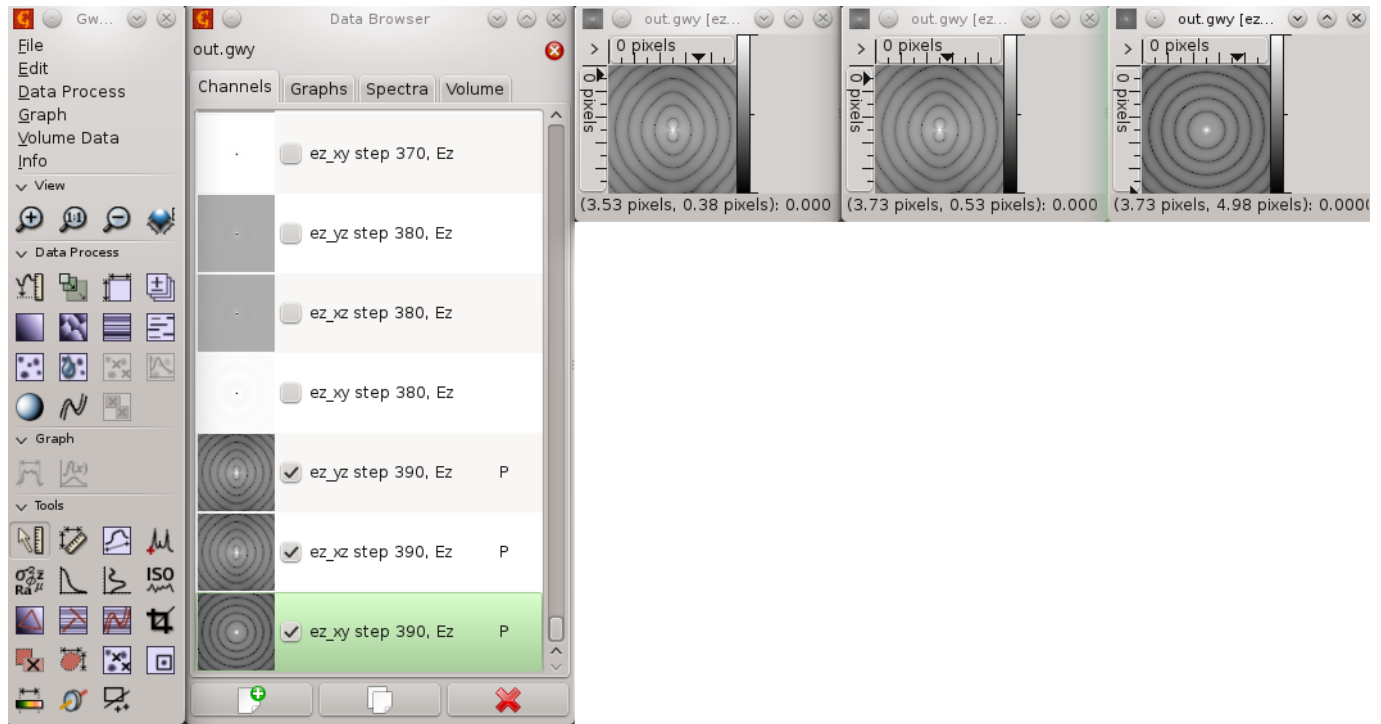 Gw...
File
Edit
Data Process
Graph
Volume Data
Info
View
1:1
Data Process
Graph
f(x)
Tools
ISO
Ra
Data Browser
out.gwy
Channels Graphs Spectra Volume
ez_xy step 370, Ez
ez_yz step 380, Ez
ez_xz step 380, Ez
ez_xy step 380, Ez
ez_yz step 390, Ez P
ez_xz step 390, Ez P
ez_xy step 390, Ez P
out.gwy [ez...
0 pixels
0 pixels
(3.53 pixels, 0.38 pixels): 0.000
out.gwy [ez...
0 pixels
0 pixels
(3.73 pixels, 0.53 pixels): 0.000
out.gwy [ez...
0 pixels
0 pixels
(3.73 pixels, 4.98 pixels): 0.0000